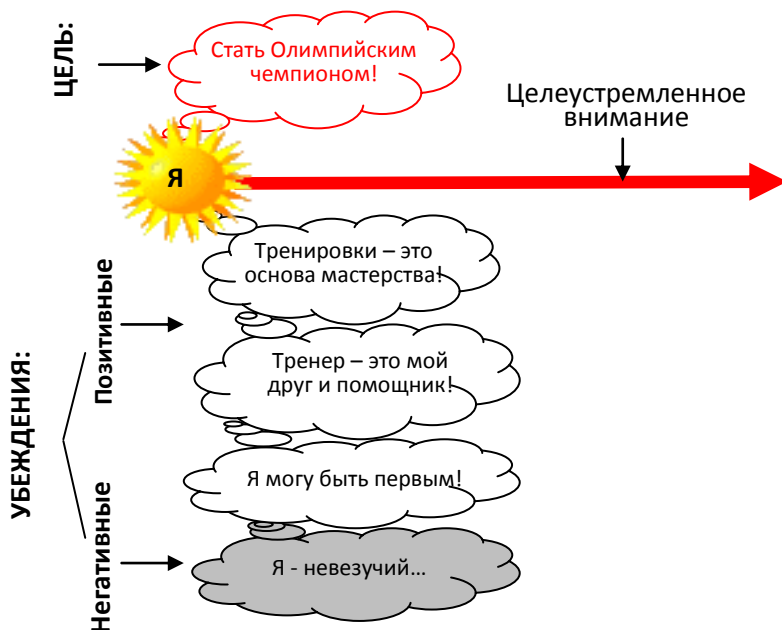 ЦЕЛЬ:
Стать Олимпийским
чемпионом!
Целеустремленное
внимание
Я
УБЕЖДЕНИЯ:
Позитивные
Тренировки – это
основа мастерства!
Тренер – это мой
друг и помощник!
Я могу быть первым!
Негативные
Я - невезучий...